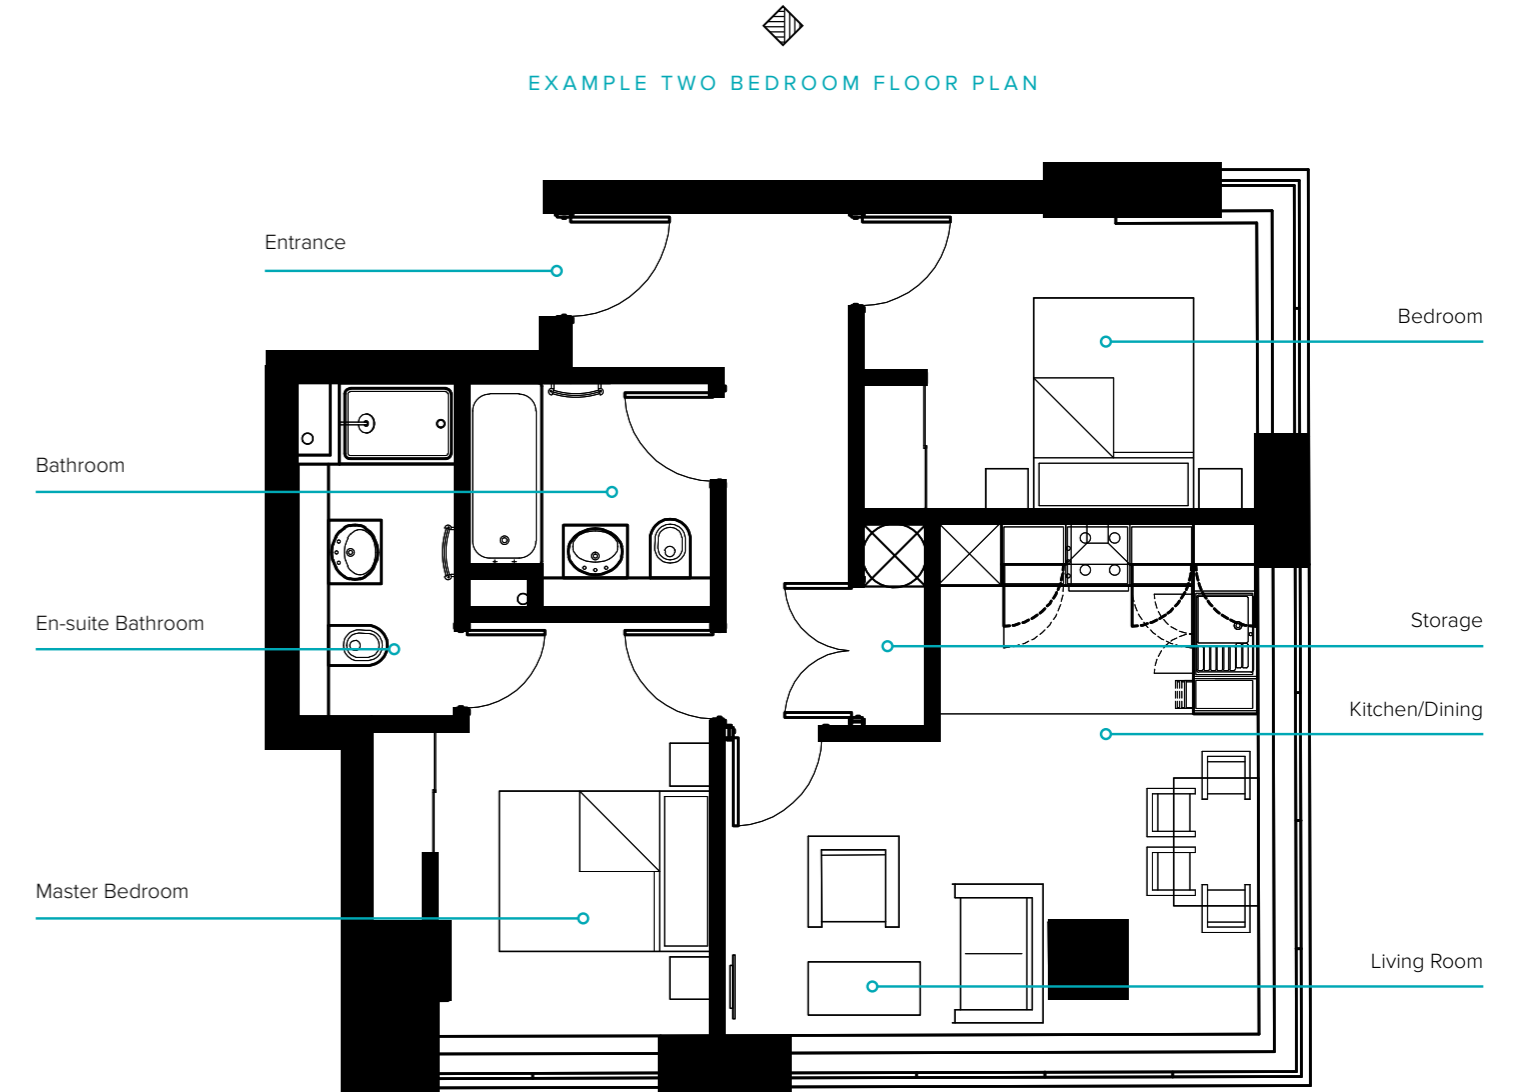 EXAMPLE TWO BEDROOM FLOOR PLAN
Entrance
Bedroom
Bathroom
En-suite Bathroom
Storage
Kitchen/Dining
Master Bedroom
Living Room